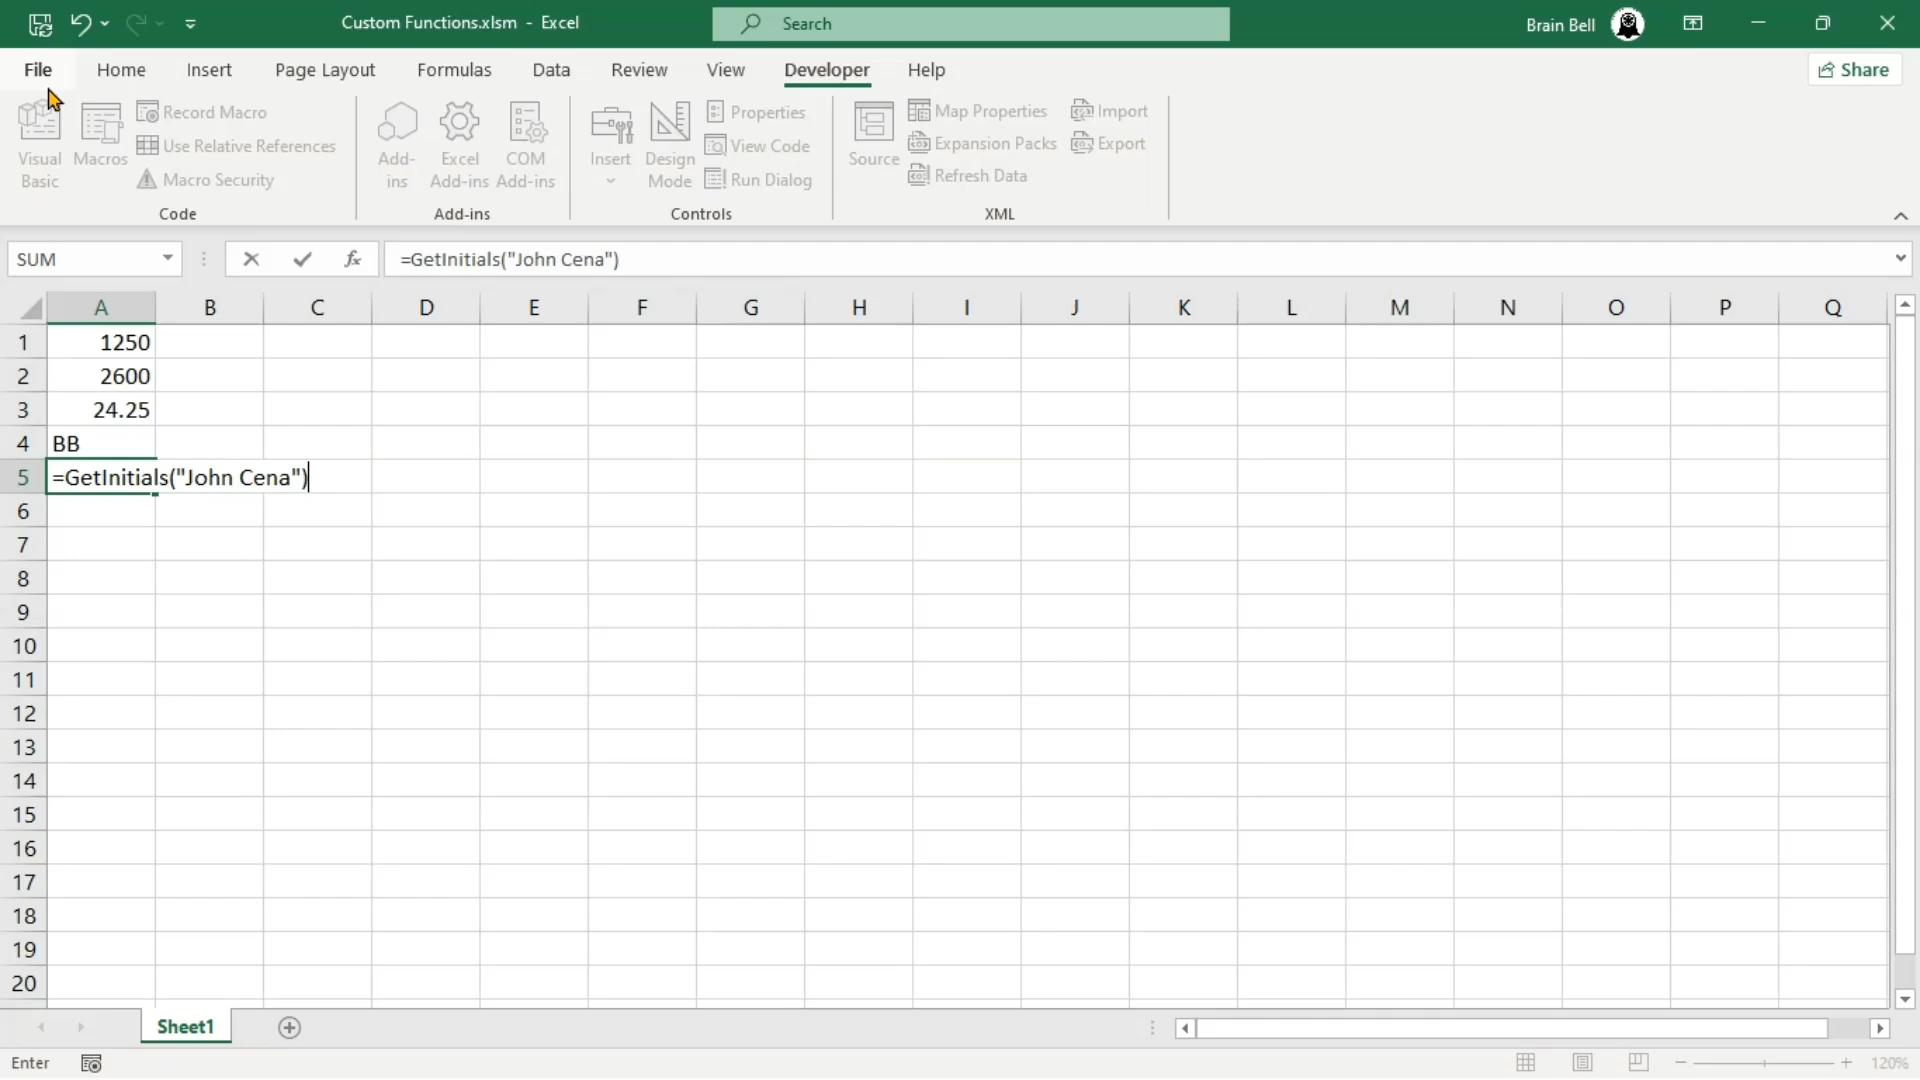 Custom Functions.xlsm - Excel
Search
Brain Bell
File Home Insert Page Layout Formulas Data Review View Developer Help
Share
Visual Basic
Macros
Record Macro
Use Relative References
Macro Security
Code
Add-ins
Excel Add-ins
COM Add-ins
Add-ins
Insert
Design Mode
Properties
View Code
Run Dialog
Controls
Source
Map Properties
Expansion Packs
Refresh Data
Import
Export
XML
SUM
fx
=GetInitials("John Cena")
A B C D E F G H I J K L M N O P Q
1 1250
2 2600
3 24.25
4 BB
5 =GetInitials("John Cena")
6
7
8
9
10
11
12
13
14
15
16
17
18
19
20
Sheet1
Enter
120%